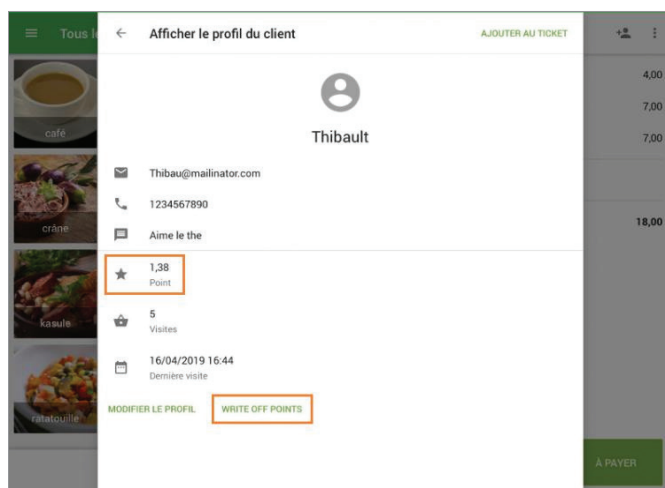 Tous le
Afficher le profil du client
AJOUTER AU TICKET
Thibault
Thibau@mailinator.com
1234567890
Aime le the
1,38
Point
5
Visites
16/04/2019 16:44
Dernière visite
MODIFIER LE PROFIL
WRITE OFF POINTS
café
crâne
kasule
ratatouille
4,00
7,00
7,00
18,00
À PAYER